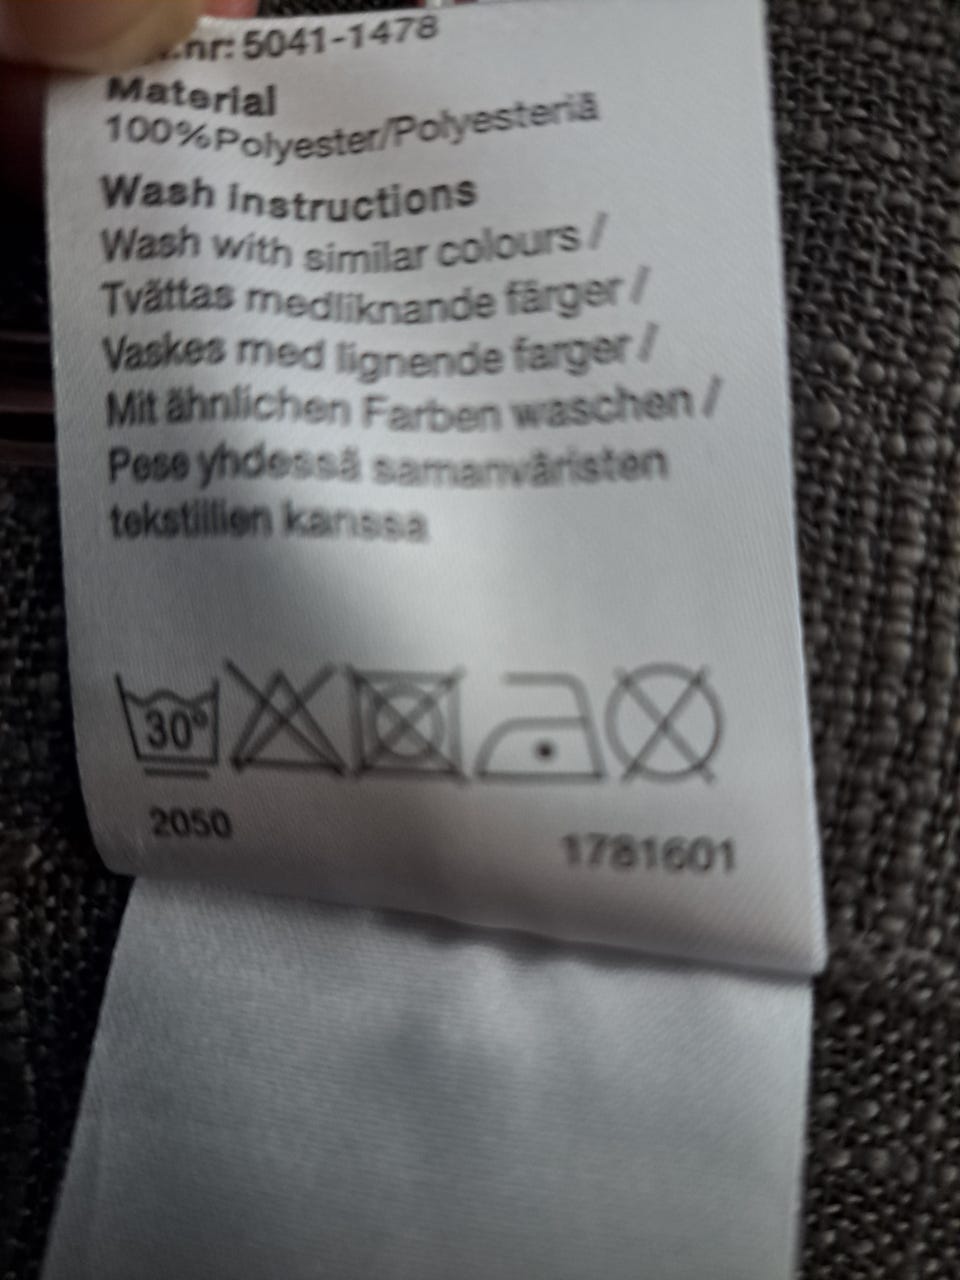 nr: 5041-1478
Material
100%Polyester/Polyesteriä
Wash instructions
Wash with similar colours /
Tvättas medliknande färger /
Vaskes med lignende farger /
Mit ähnlichen Farben waschen /
Pese yhdessä samanväristen
tekstiilien kanssa
30°
2050
1781601